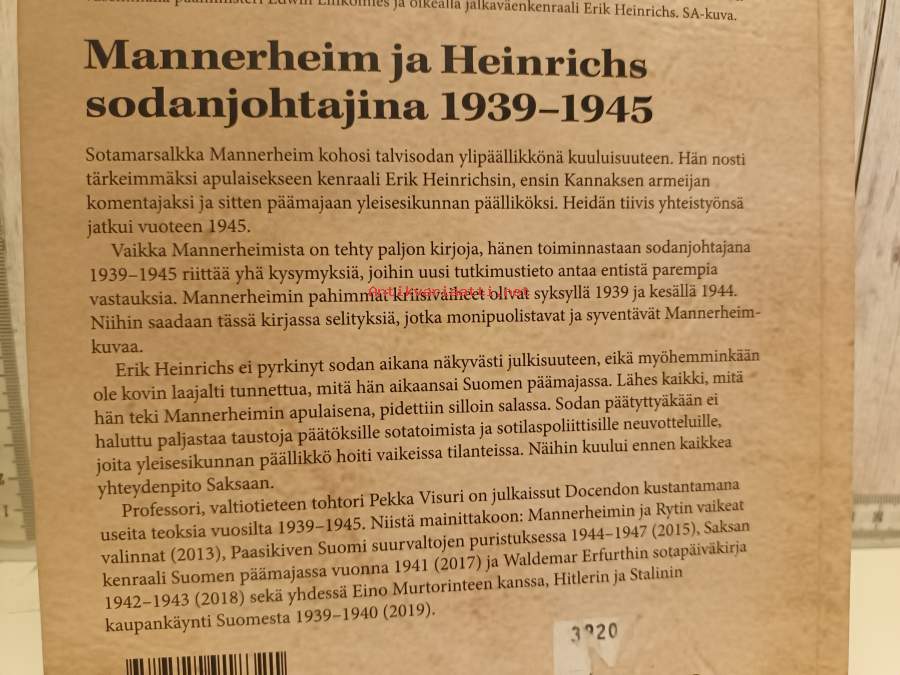 pääministeri Edwin Linkomies ja oikealla jalkaväenkenraali Erik Heinrichs. SA-kuva.
Mannerheim ja Heinrichs
sodanjohtajina 1939–1945
Sotamarsalkka Mannerheim kohosi talvisodan ylipäällikkönä kuuluisuuteen. Hän nosti
tärkeimmäksi apulaisekseen kenraali Erik Heinrichsin, ensin Kannaksen armeijan
komentajaksi ja sitten päämajaan yleisesikunnan päälliköksi. Heidän tiivis yhteistyönsä
jatkui vuoteen 1945.
Vaikka Mannerheimista on tehty paljon kirjoja, hänen toiminnastaan sodanjohtajana
1939–1945 riittää yhä kysymyksiä, joihin uusi tutkimustieto antaa entistä parempia
vastauksia. Mannerheimin pahimmat kriisivaiheet olivat syksyllä 1939 ja kesällä 1944.
Antikvariaatti.net
Niihin saadaan tässä kirjassa selityksiä, jotka monipuolistavat ja syventävät Mannerheim-
kuvaa.
Erik Heinrichs ei pyrkinyt sodan aikana näkyvästi julkisuuteen, eikä myöhemminkään
ole kovin laajalti tunnettua, mitä hän aikaansai Suomen päämajassa. Lähes kaikki, mitä
hän teki Mannerheimin apulaisena, pidettiin silloin salassa. Sodan päätyttyäkään ei
haluttu paljastaa taustoja päätöksille sotatoimista ja sotilaspoliittisille neuvotteluille,
joita yleisesikunnan päällikkö hoiti vaikeissa tilanteissa. Näihin kuului ennen kaikkea
yhteydenpito Saksaan.
Professori, valtiotieteen tohtori Pekka Visuri on julkaissut Docendon kustantamana
useita teoksia vuosilta 1939–1945. Niistä mainittakoon: Mannerheimin ja Rytin vaikeat
valinnat (2013), Paasikiven Suomi suurvaltojen puristuksessa 1944–1947 (2015), Saksan
kenraali Suomen päämajassa vuonna 1941 (2017) ja Waldemar Erfurthin sotapäiväkirja
1942–1943 (2018) sekä yhdessä Eino Murtorinteen kanssa, Hitlerin ja Stalinin
kaupankäynti Suomesta 1939–1940 (2019).